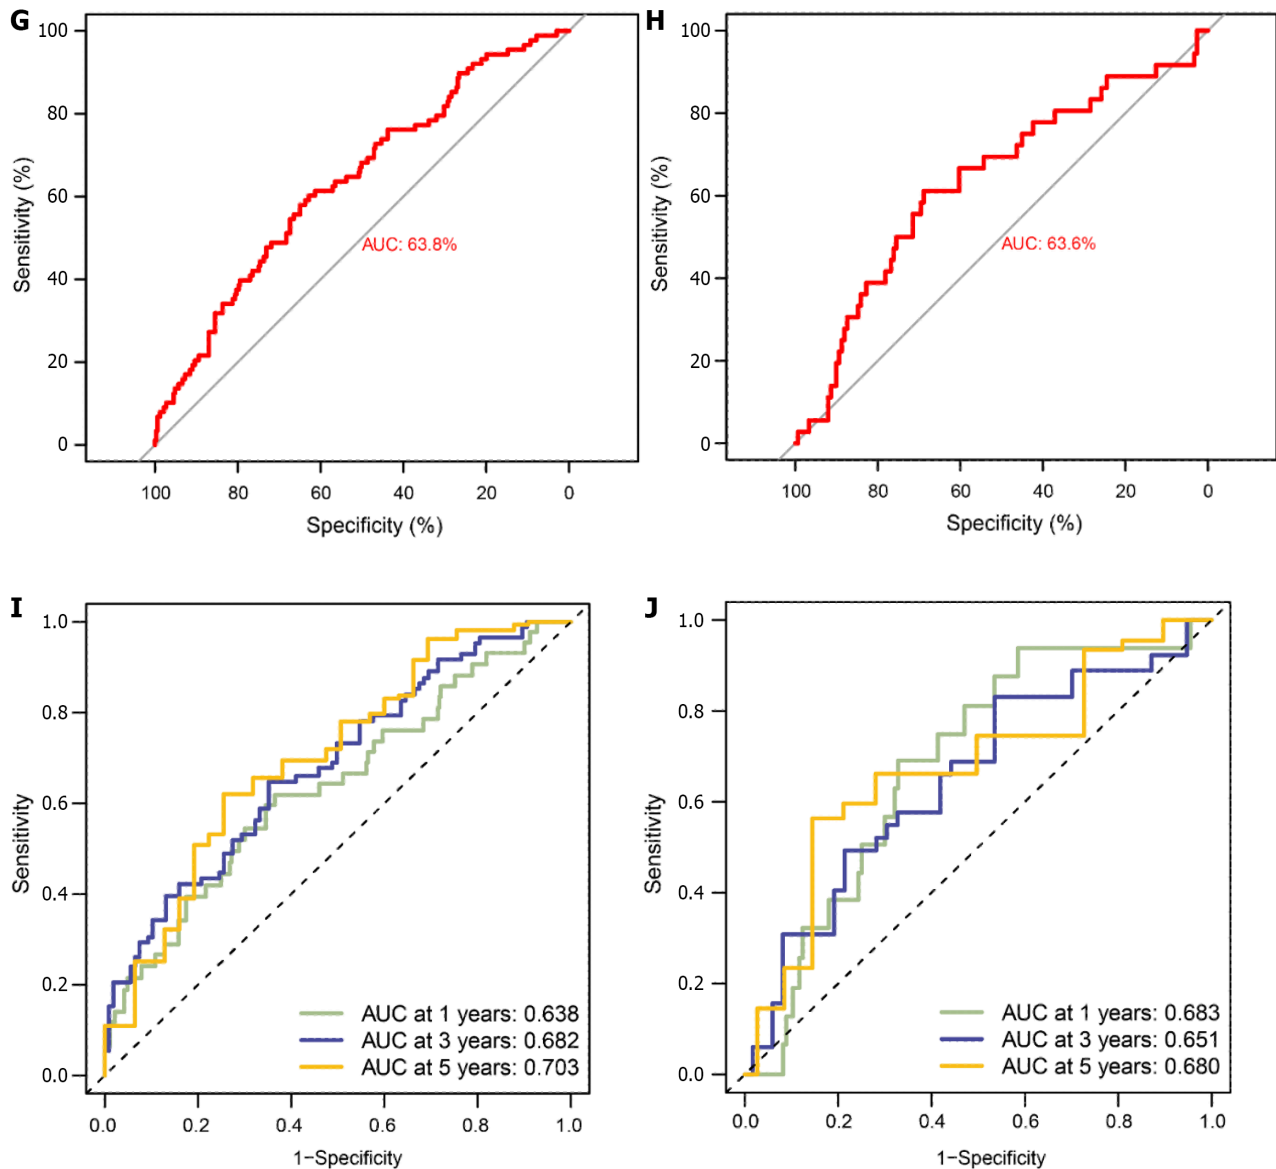 G
100
80
60
40
20
0
Sensitivity (%)
AUC: 63.8%
100 80 60 40 20 0
Specificity (%)
H
100
80
60
40
20
0
Sensitivity (%)
AUC: 63.6%
100 80 60 40 20 0
Specificity (%)
I
1.0
0.8
0.6
0.4
0.2
0.0
Sensitivity
AUC at 1 years: 0.638
AUC at 3 years: 0.682
AUC at 5 years: 0.703
0.0 0.2 0.4 0.6 0.8 1.0
1−Specificity
J
1.0
0.8
0.6
0.4
0.2
0.0
Sensitivity
AUC at 1 years: 0.683
AUC at 3 years: 0.651
AUC at 5 years: 0.680
0.0 0.2 0.4 0.6 0.8 1.0
1−Specificity